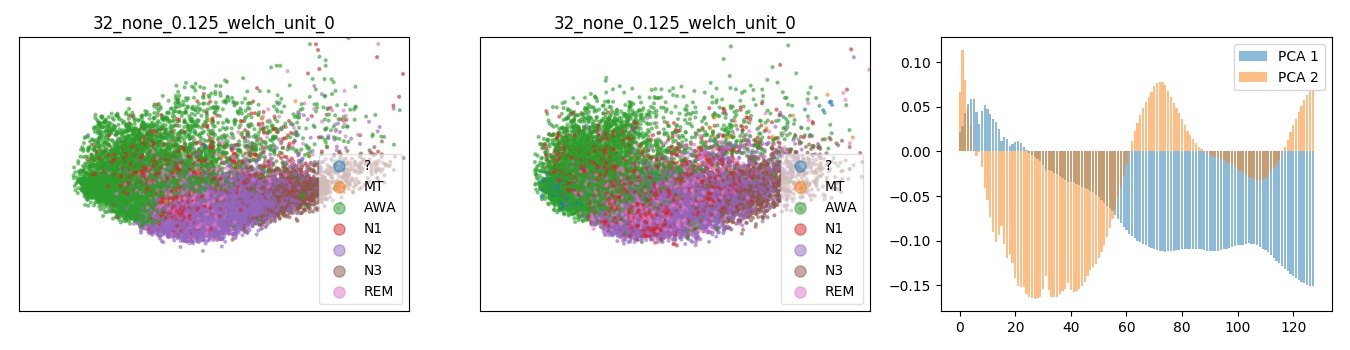 32_none_0.125_welch_unit_0
?
MT
AWA
N1
N2
N3
REM
32_none_0.125_welch_unit_0
?
MT
AWA
N1
N2
N3
REM
PCA 1
PCA 2
0.10
0.05
0.00
−0.05
−0.10
−0.15
0 20 40 60 80 100 120